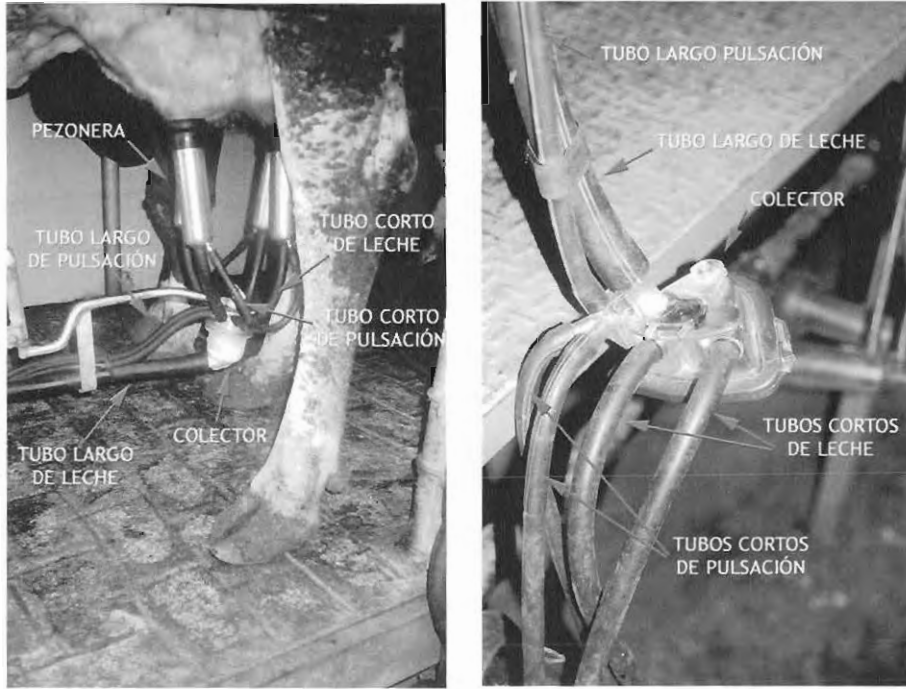 PEZONERA
TUBO LARGO
DE PULSACIÓN
TUBO CORTO
DE LECHE
TUBO CORTO
DE PULSACIÓN
TUBO LARGO
DE LECHE
COLECTOR
TUBO LARGO PULSACIÓN
TUBO LARGO DE LECHE
COLECTOR
TUBOS CORTOS
DE LECHE
TUBOS CORTOS
DE PULSACIÓN